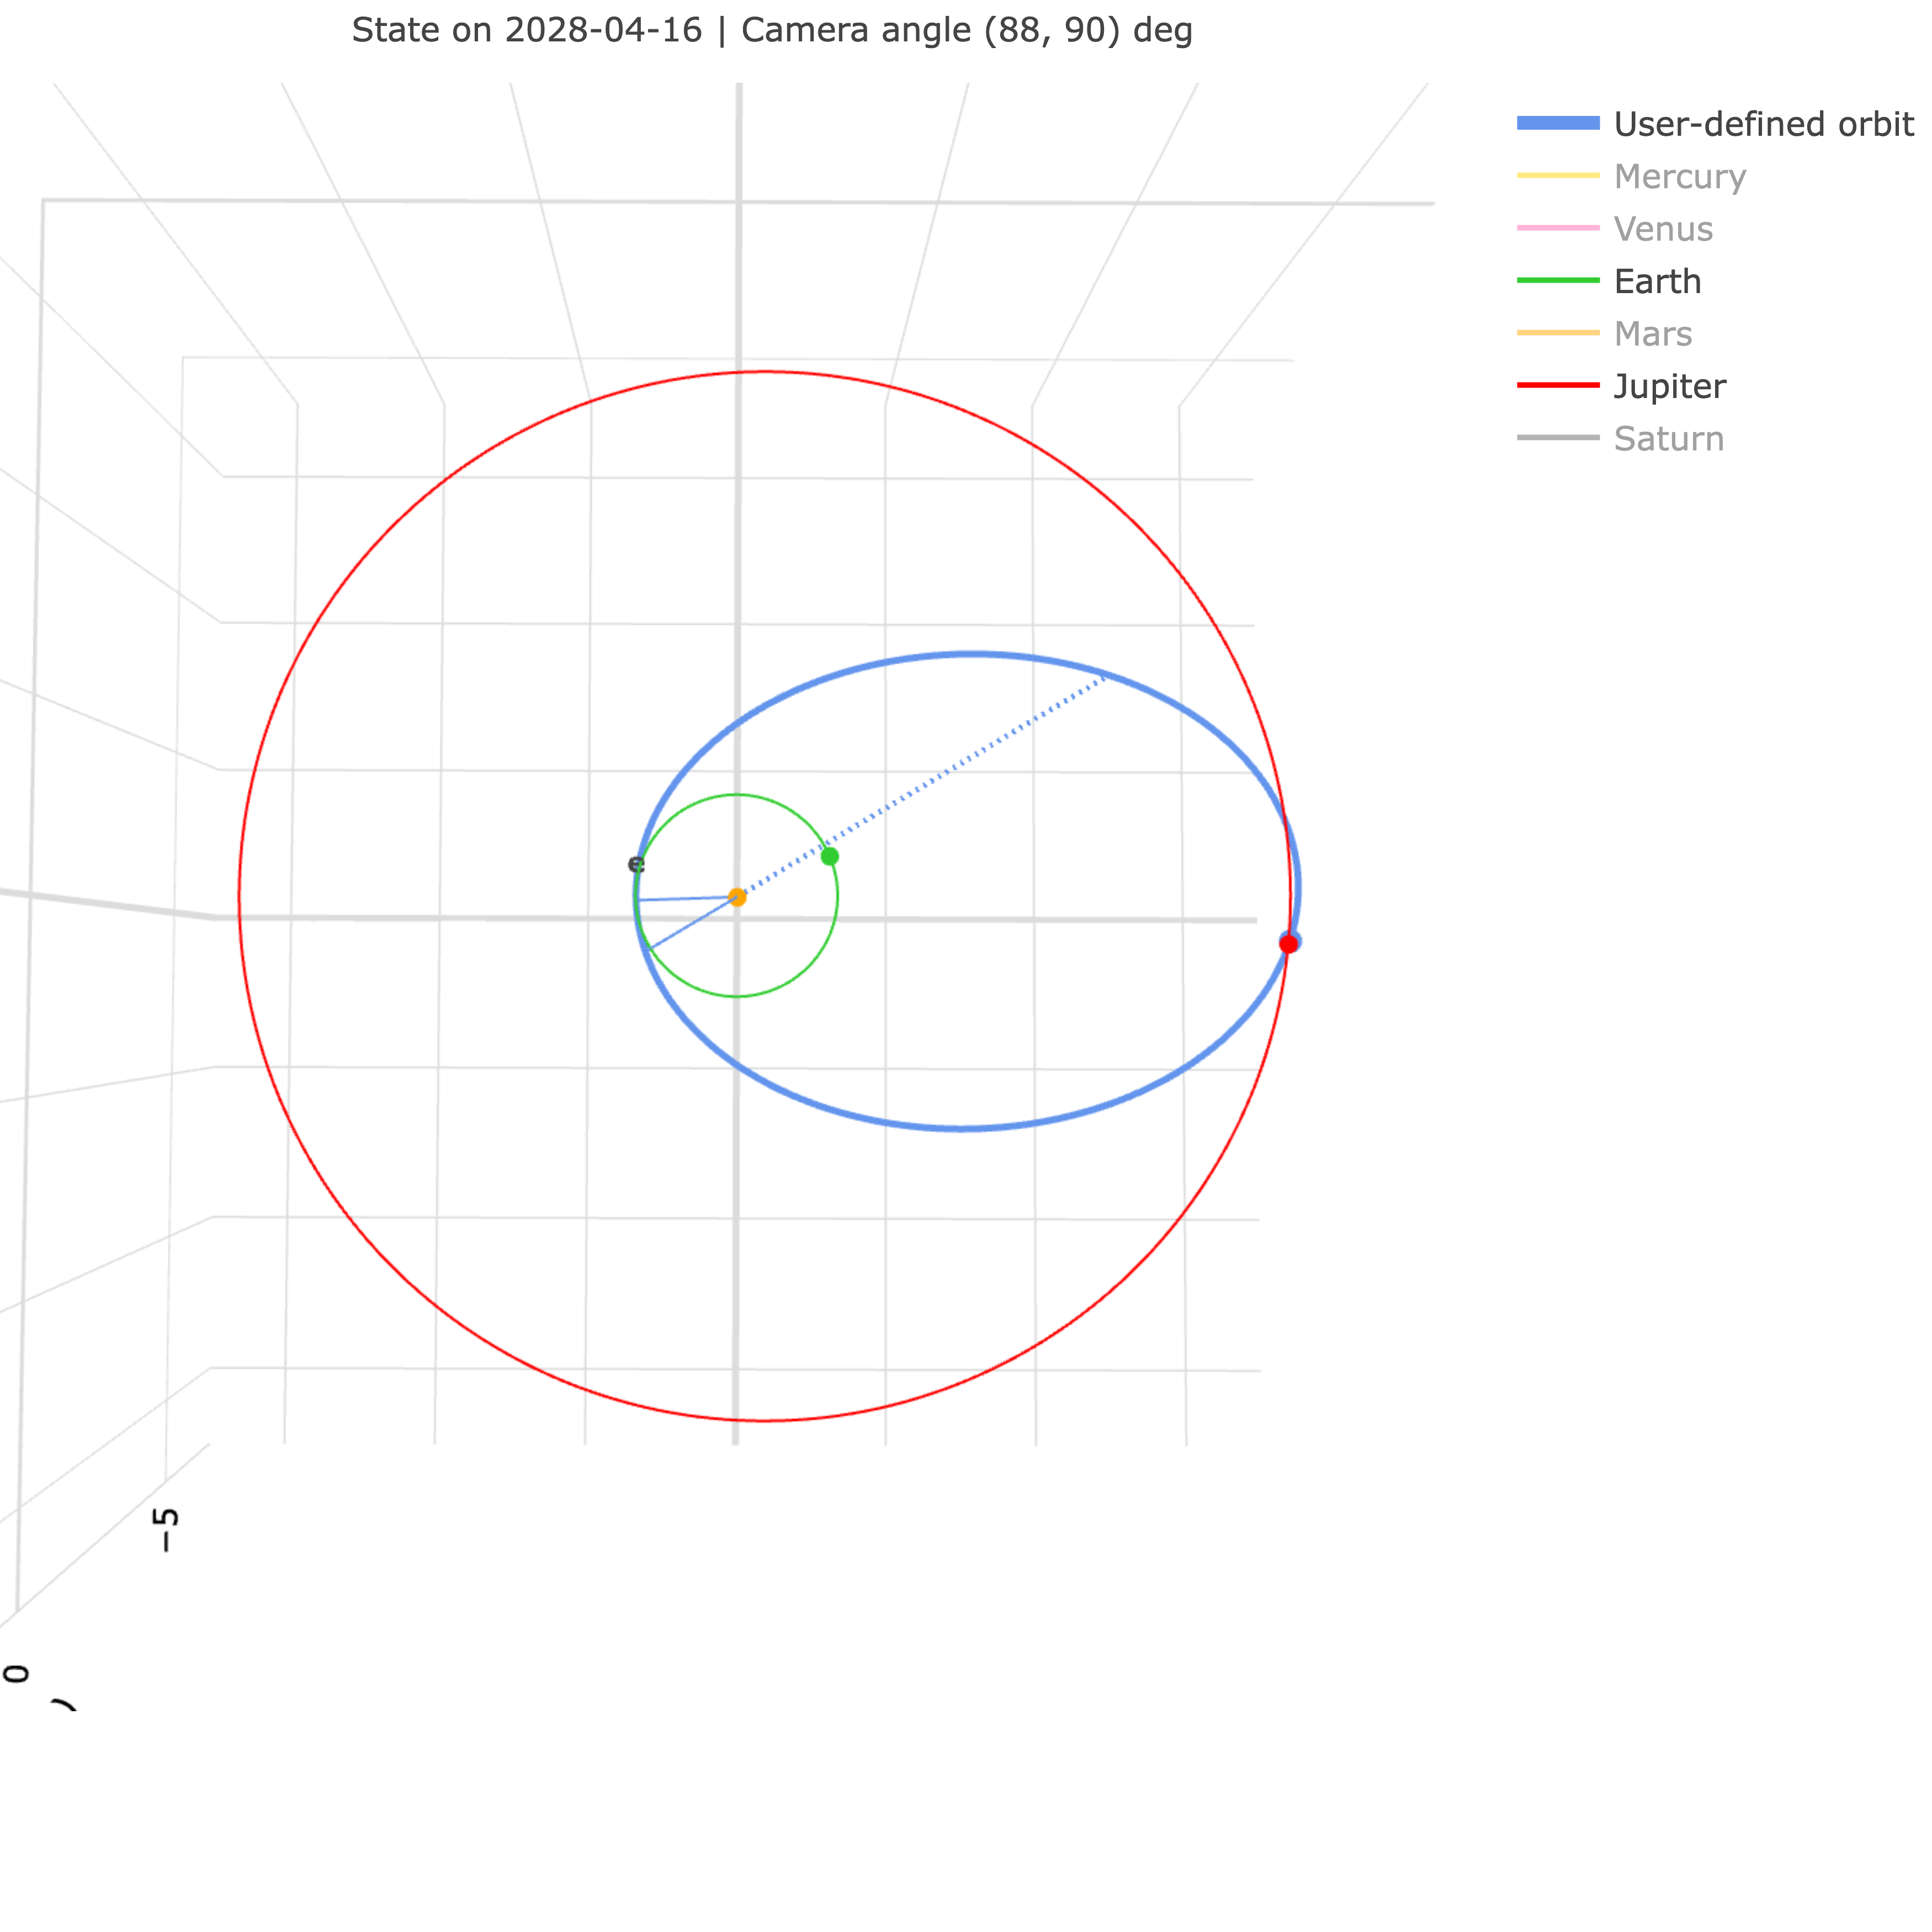 State on 2028-04-16 | Camera angle (88, 90) deg
User-defined orbit
Mercury
Venus
Earth
Mars
Jupiter
Saturn
e
−5
0
)